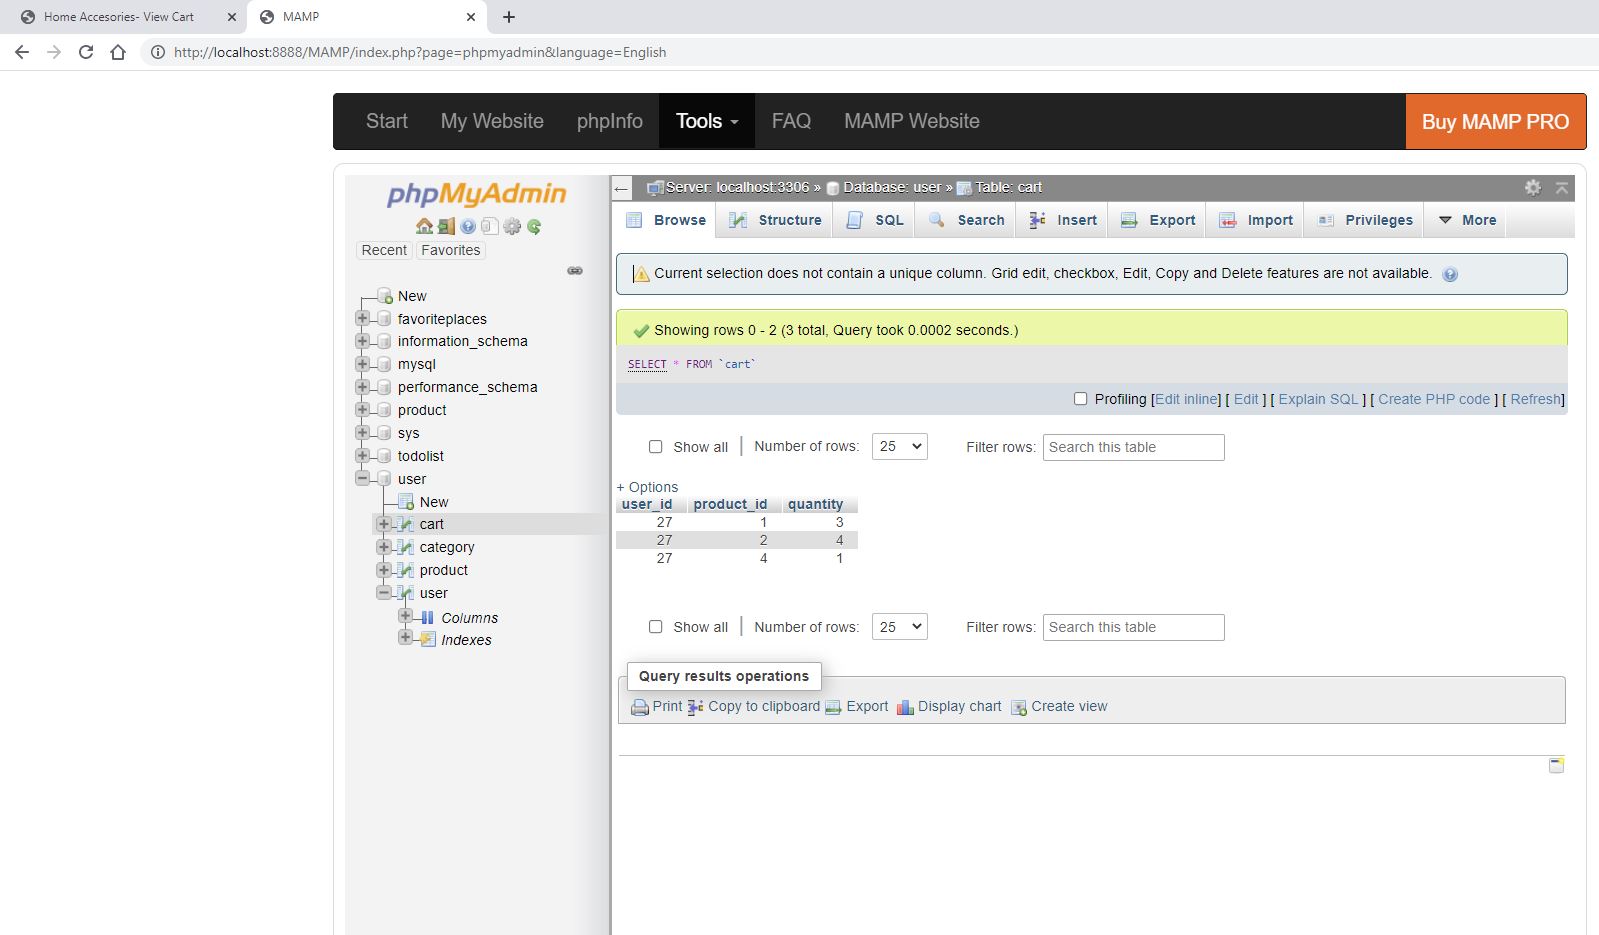 Home Accesories- View Cart
MAMP
http://localhost:8888/MAMP/index.php?page=phpmyadmin&language=English
Start My Website phpInfo Tools FAQ MAMP Website Buy MAMP PRO
phpMyAdmin
Recent Favorites
New
favoriteplaces
information_schema
mysql
performance_schema
product
sys
todolist
user
New
cart
category
product
user
Columns
Indexes
Server: localhost:3306 » Database: user » Table: cart
Browse Structure SQL Search Insert Export Import Privileges More
Current selection does not contain a unique column. Grid edit, checkbox, Edit, Copy and Delete features are not available.
Showing rows 0 - 2 (3 total, Query took 0.0002 seconds.)
SELECT * FROM `cart`
Profiling [Edit inline] [ Edit ] [ Explain SQL ] [ Create PHP code ] [ Refresh]
Show all | Number of rows: 25 Filter rows: Search this table
+ Options
user_id product_id quantity
27 1 3
27 2 4
27 4 1
Show all | Number of rows: 25 Filter rows: Search this table
Query results operations
Print Copy to clipboard Export Display chart Create view